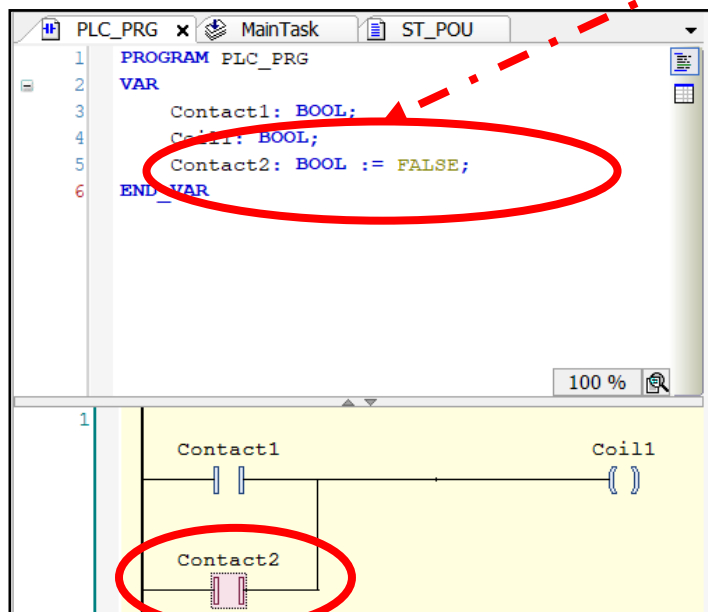 PLC_PRG MainTask ST_POU
1 PROGRAM PLC_PRG
2 VAR
3 Contact1: BOOL;
4 Coil1: BOOL;
5 Contact2: BOOL := FALSE;
6 END_VAR
100 %
1
Contact1 Coil1
Contact2